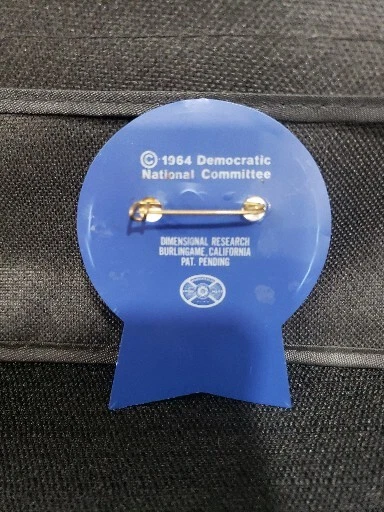 © 1964 Democratic
National Committee
DIMENSIONAL RESEARCH
BURLINGAME, CALIFORNIA
PAT. PENDING